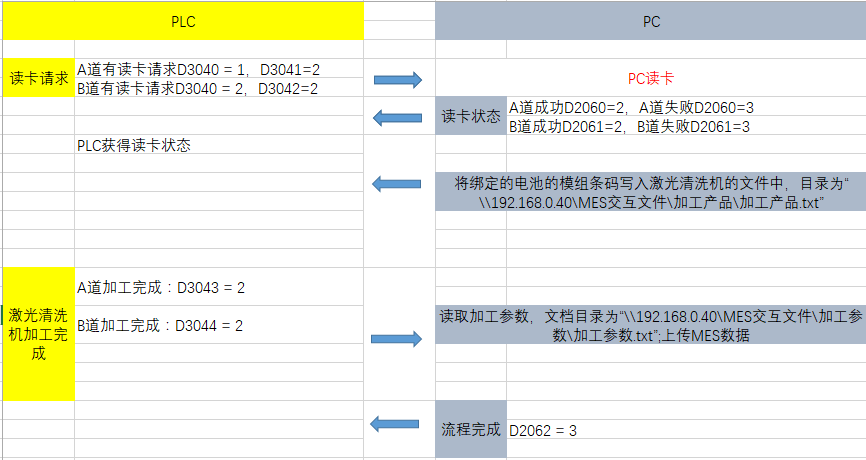 PLC
PC
读卡请求
A道有读卡请求D3040 = 1，D3041=2
B道有读卡请求D3040 = 2，D3042=2
PC读卡
读卡状态
A道成功D2060=2，A道失败D2060=3
B道成功D2061=2，B道失败D2061=3
PLC获得读卡状态
将绑定的电池的模组条码写入激光清洗机的文件中，目录为“
\\192.168.0.40\MES交互文件\加工产品\加工产品.txt”
激光清洗
机加工完
成
A道加工完成：D3043 = 2
B道加工完成：D3044 = 2
读取加工参数，文档目录为“\\192.168.0.40\MES交互文件\加工参
数\加工参数.txt”;上传MES数据
流程完成
D2062 = 3